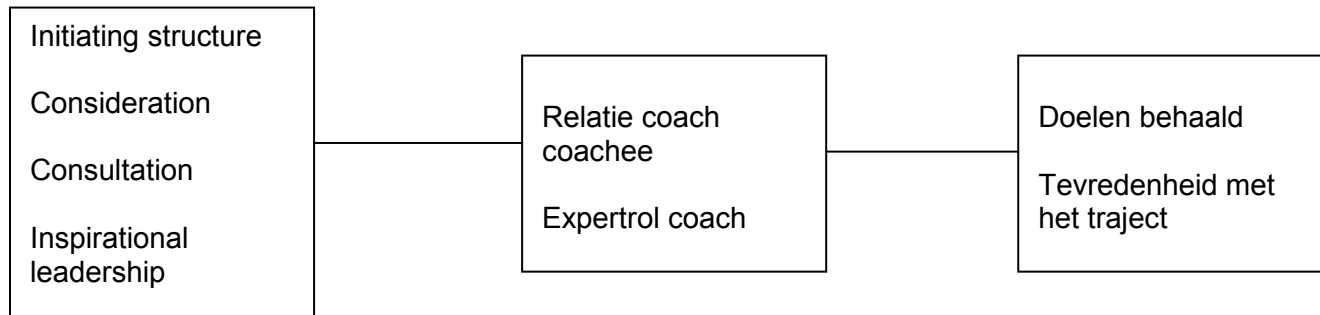 Initiating structure
Consideration
Consultation
Inspirational
leadership
Relatie coach
coachee
Expertrol coach
Doelen behaald
Tevredenheid met
het traject